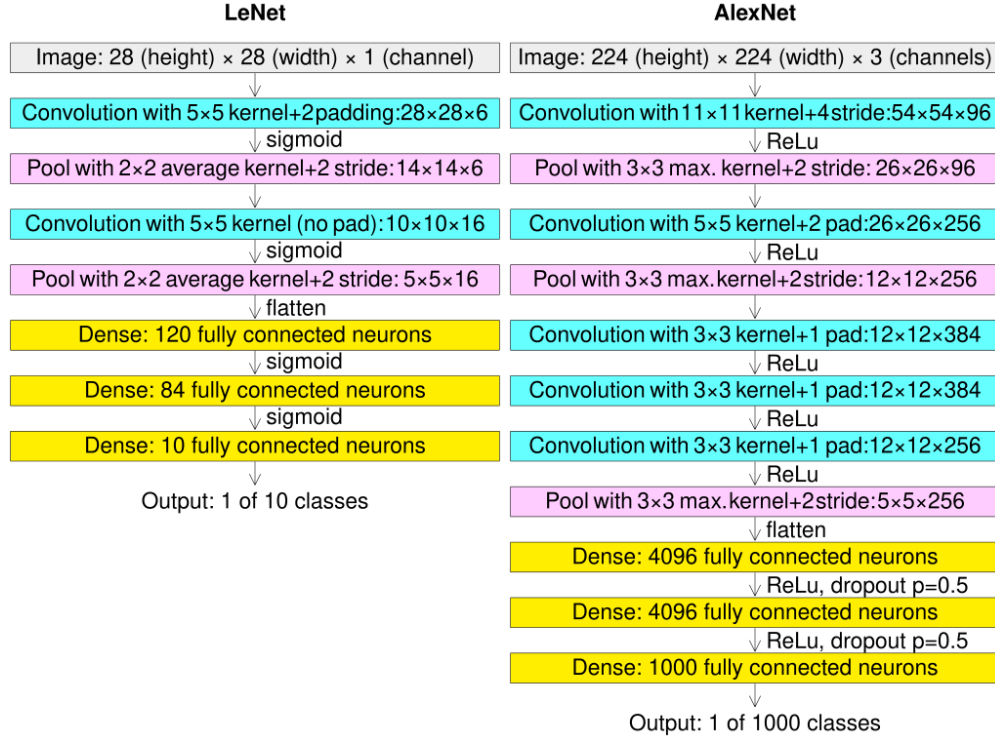 LeNet
Image: 28 (height) × 28 (width) × 1 (channel)
Convolution with 5×5 kernel+2padding:28×28×6
sigmoid
Pool with 2×2 average kernel+2 stride:14×14×6
Convolution with 5×5 kernel (no pad):10×10×16
sigmoid
Pool with 2×2 average kernel+2 stride: 5×5×16
flatten
Dense: 120 fully connected neurons
sigmoid
Dense: 84 fully connected neurons
sigmoid
Dense: 10 fully connected neurons
Output: 1 of 10 classes
AlexNet
Image: 224 (height) × 224 (width) × 3 (channels)
Convolution with 11×11 kernel+4 stride:54×54×96
ReLu
Pool with 3×3 max. kernel+2 stride: 26×26×96
Convolution with 5×5 kernel+2 pad:26×26×256
ReLu
Pool with 3×3 max.kernel+2stride:12×12×256
Convolution with 3×3 kernel+1 pad:12×12×384
ReLu
Convolution with 3×3 kernel+1 pad:12×12×384
ReLu
Convolution with 3×3 kernel+1 pad:12×12×256
ReLu
Pool with 3×3 max.kernel+2stride:5×5×256
flatten
Dense: 4096 fully connected neurons
ReLu, dropout p=0.5
Dense: 4096 fully connected neurons
ReLu, dropout p=0.5
Dense: 1000 fully connected neurons
Output: 1 of 1000 classes